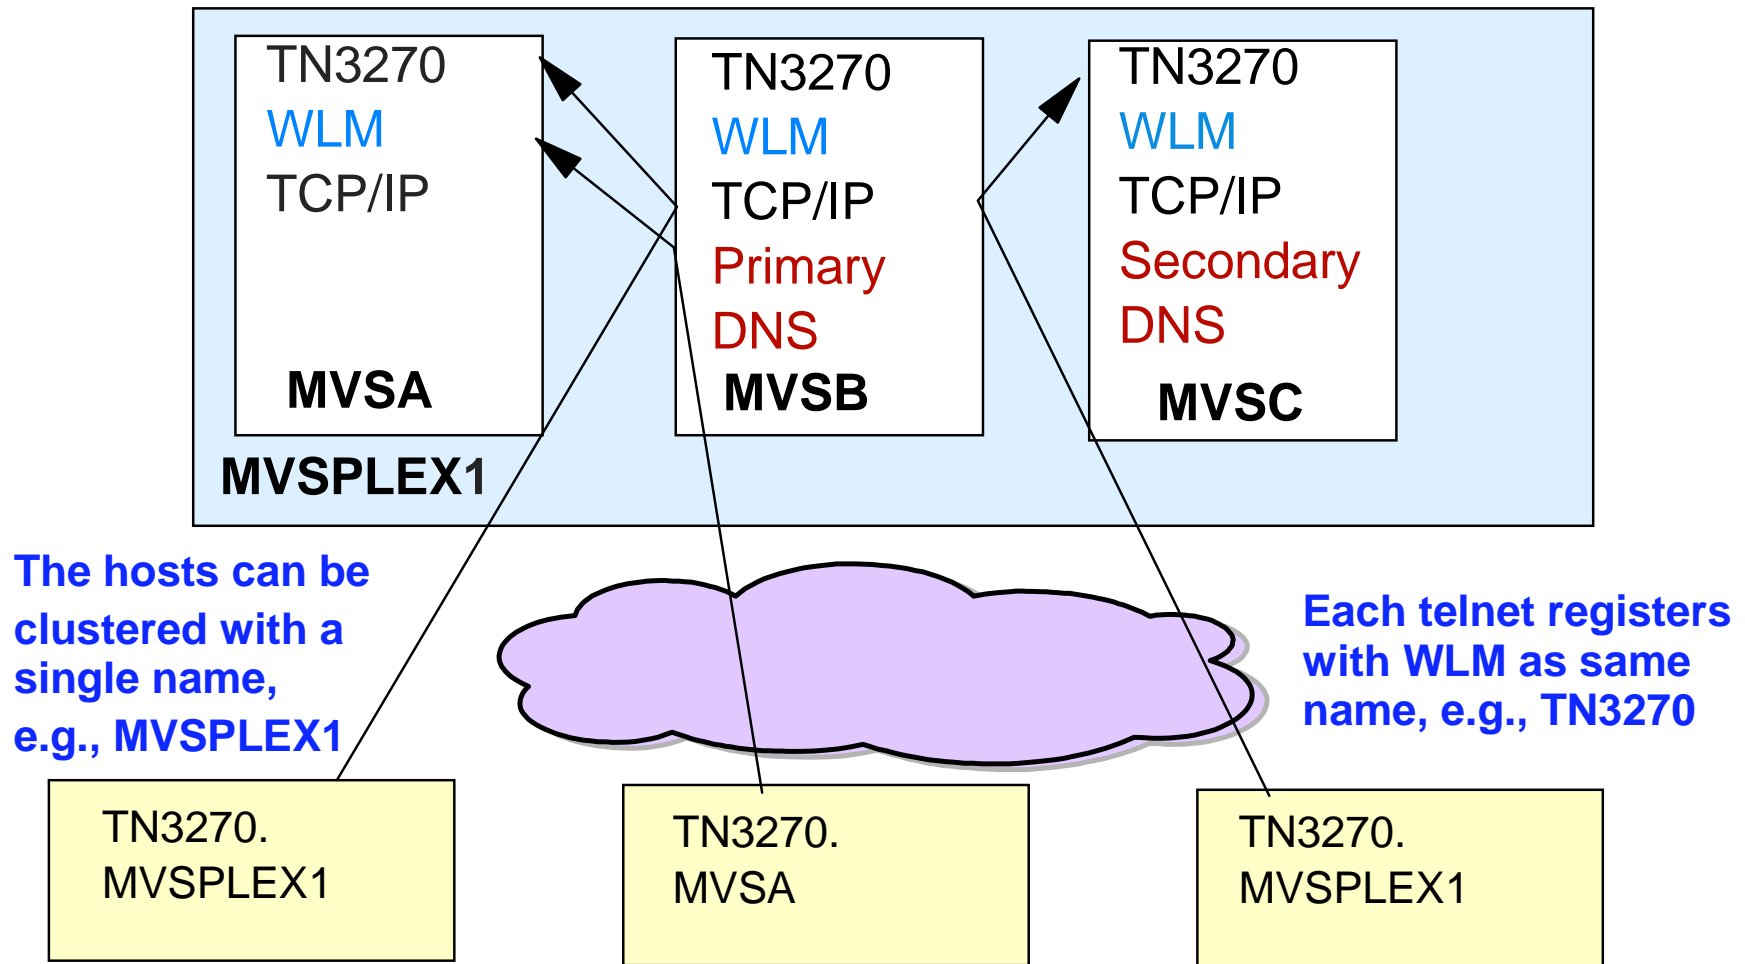 TN3270
WLM
TCP/IP
MVSA
TN3270
WLM
TCP/IP
Primary
DNS
MVSB
TN3270
WLM
TCP/IP
Secondary
DNS
MVSC
MVSPLEX1
The hosts can be
clustered with a
single name,
e.g., MVSPLEX1
Each telnet registers
with WLM as same
name, e.g., TN3270
TN3270.
MVSPLEX1
TN3270.
MVSA
TN3270.
MVSPLEX1